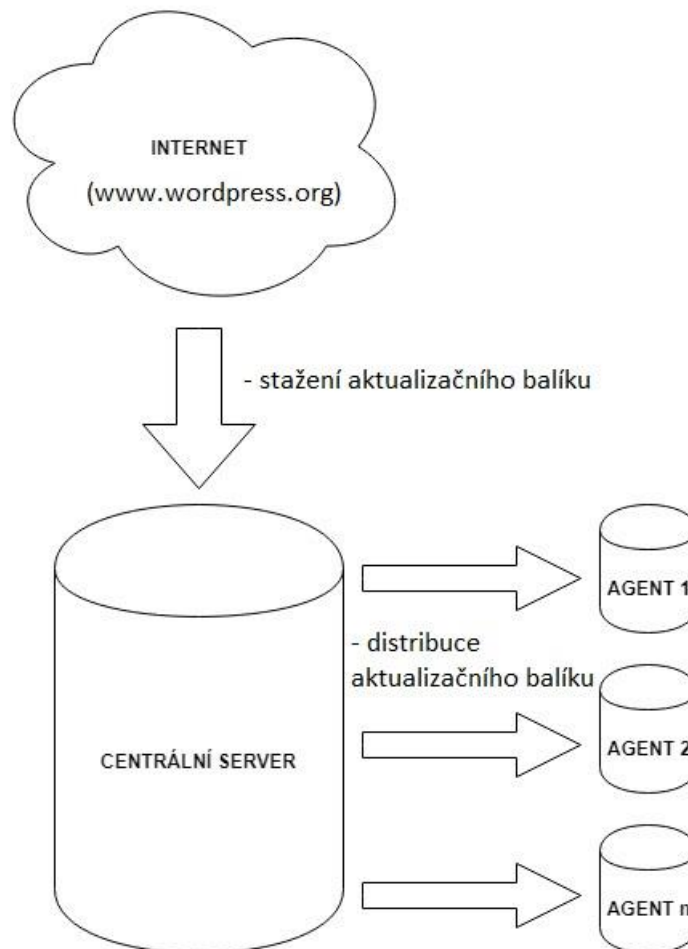 INTERNET
(www.wordpress.org)
- stažení aktualizačního balíku
AGENT 1
- distribuce
aktualizačního balíku
AGENT 2
CENTRÁLNÍ SERVER
AGENT n